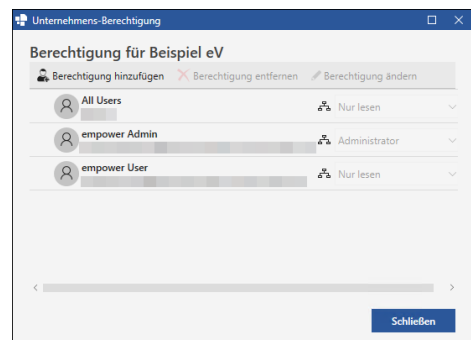 Unternehmens-Berechtigung
Berechtigung für Beispiel eV
Berechtigung hinzufügen Berechtigung entfernen Berechtigung ändern
All Users Nur lesen
empower Admin Administrator
empower User Nur lesen
Schließen